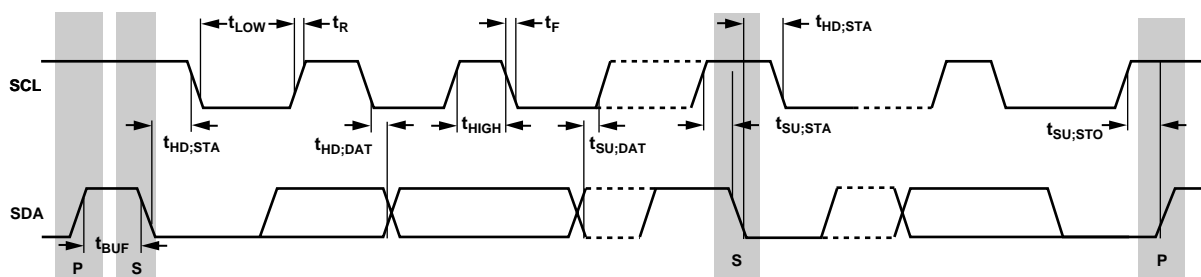 tLOW tR tF tHD;STA
SCL
tHD;STA tHD;DAT tHIGH tSU;DAT tSU;STA tSU;STO
SDA
tBUF
P S S P